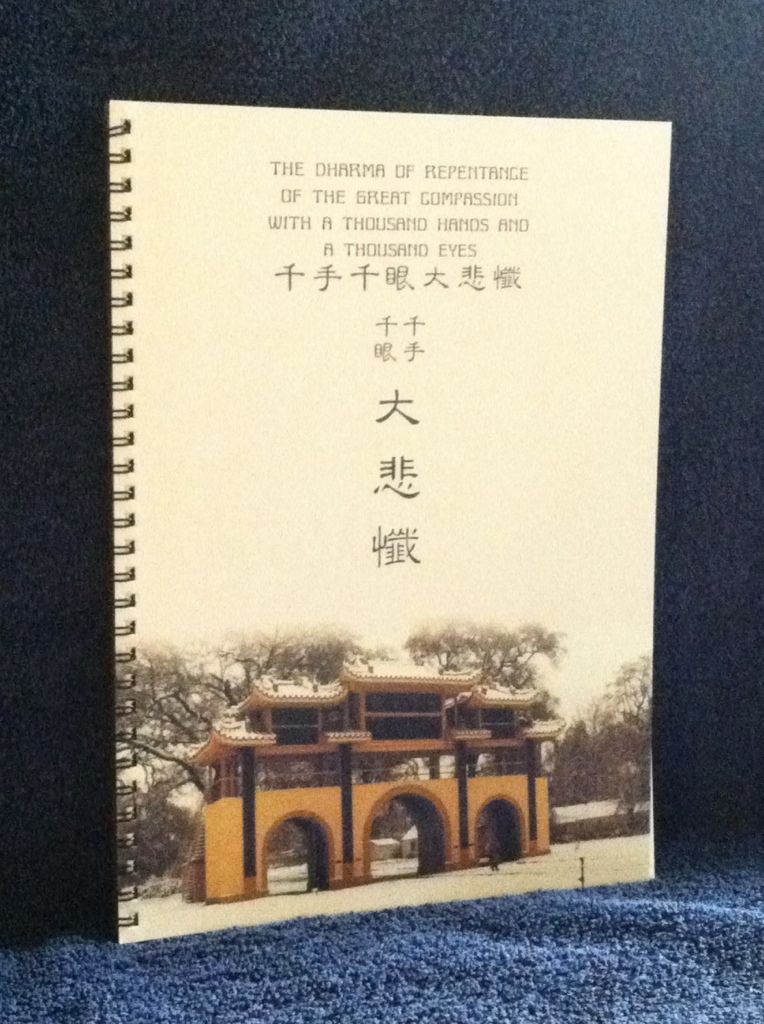 THE DHARMA OF REPENTANCE
OF THE GREAT COMPASSION
WITH A THOUSAND HANDS AND
A THOUSAND EYES
千手千眼大悲懺
千手
千眼
大
悲
懺